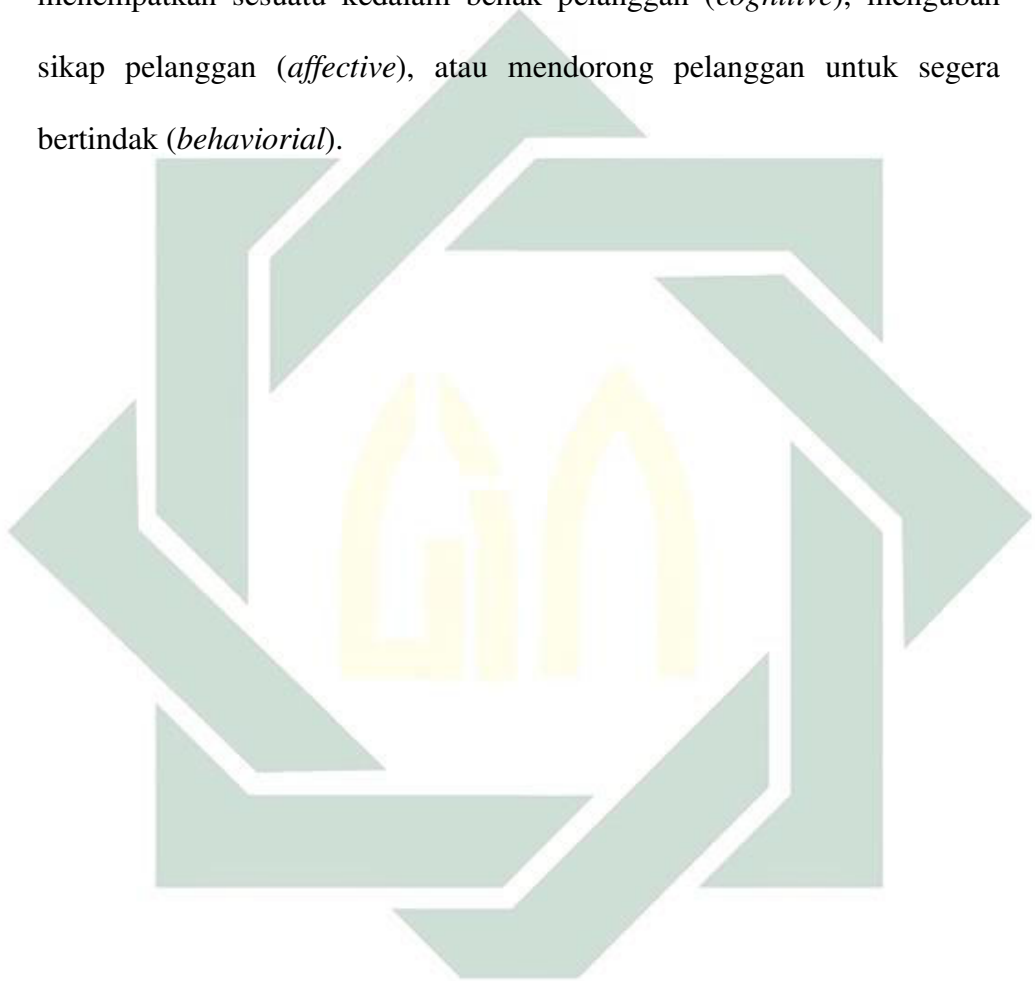 menempatkan sesuatu kedalam benak pelanggan (cognitive), mengubah
sikap pelanggan (affective), atau mendorong pelanggan untuk segera
bertindak (behaviorial).